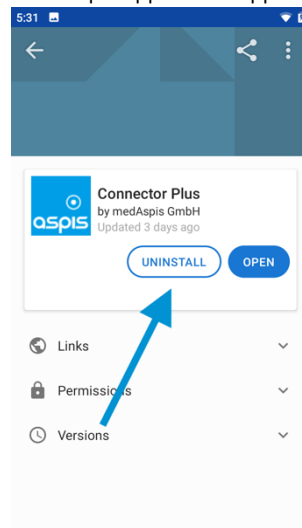 5:31
aspis
Connector Plus
by medAspis GmbH
Updated 3 days ago
UNINSTALL
OPEN
Links
Permissions
Versions